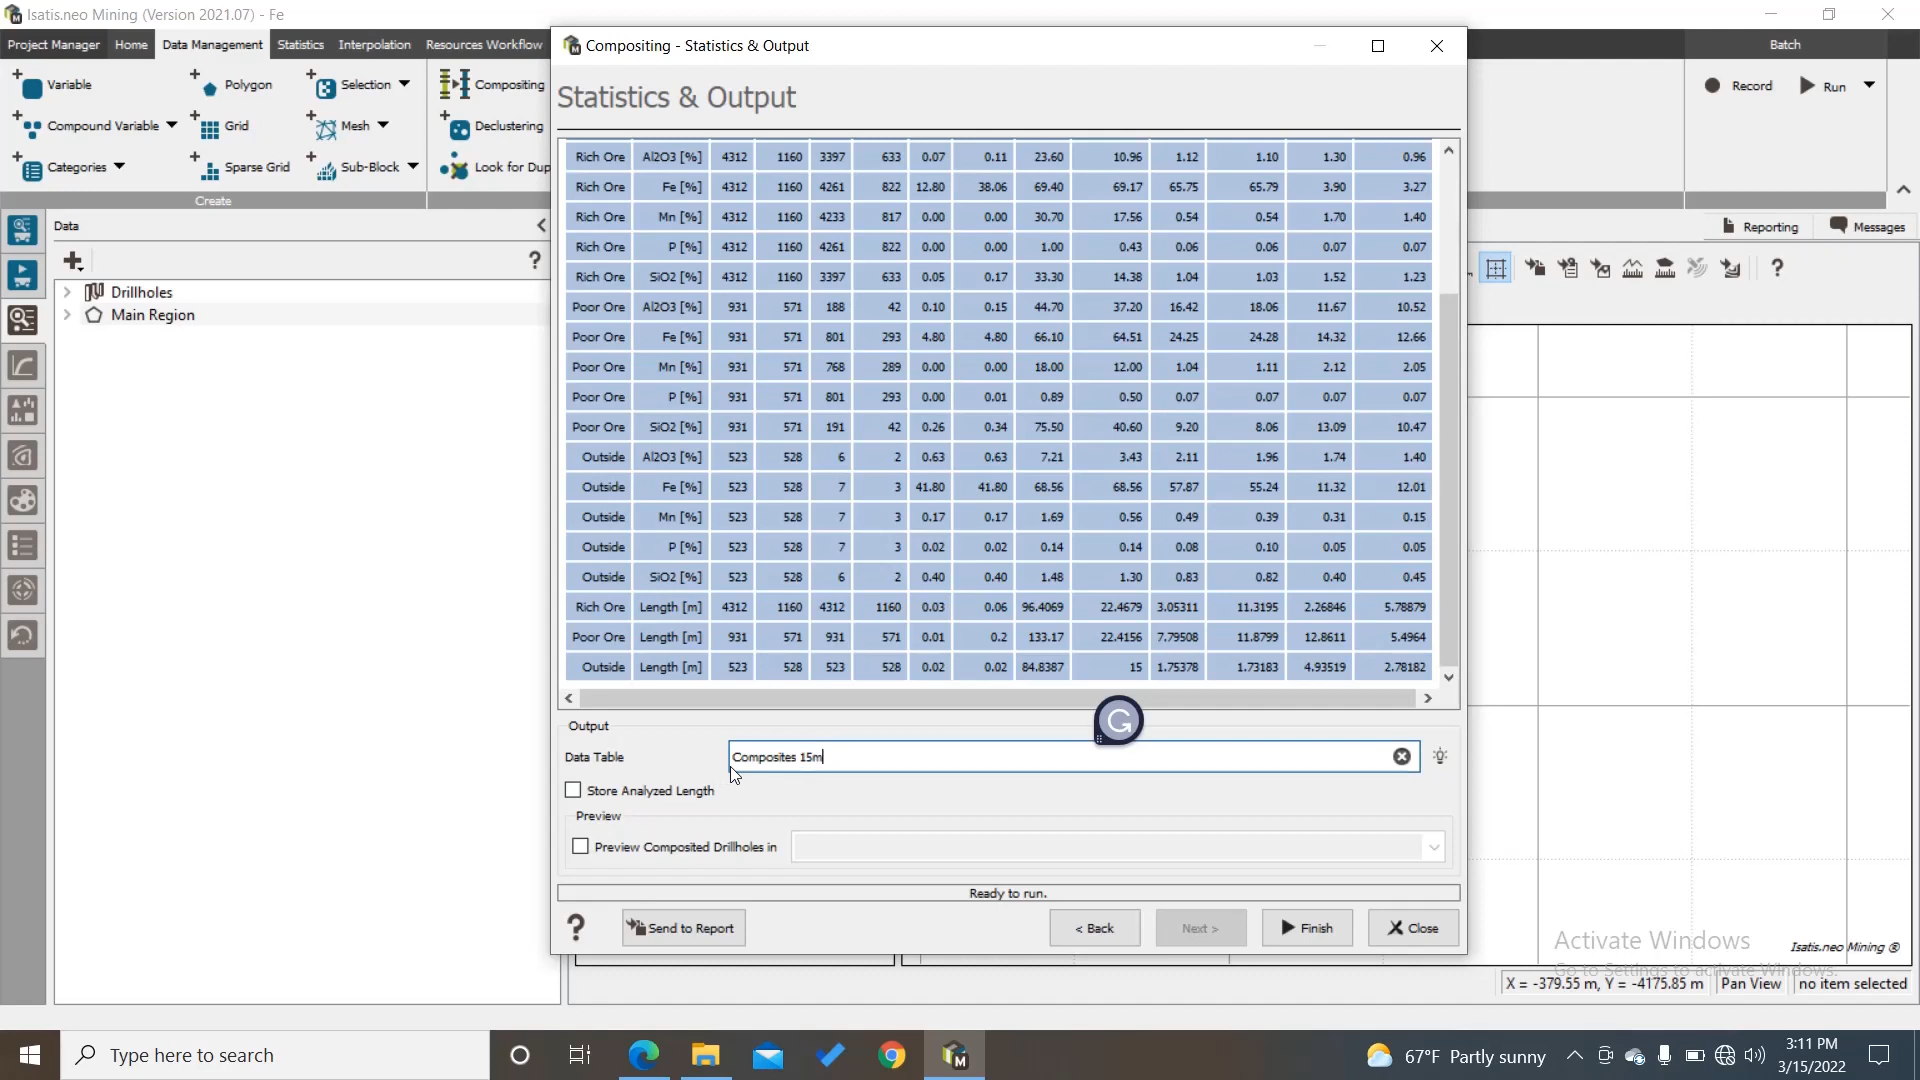 Isatis.neo Mining (Version 2021.07) - Fe
Project Manager Home Data Management Statistics Interpolation Resources Workflow
Batch
Variable Polygon Selection Compositing
Compound Variable Grid Mesh Declustering
Categories Sparse Grid Sub-Block Look for Dup
Create
Record Run
Data
Reporting Messages
Drillholes
Main Region
Compositing - Statistics & Output
Statistics & Output
Rich Ore Al2O3 [%] 4312 1160 3397 633 0.07 0.11 23.60 10.96 1.12 1.10 1.30 0.96
Rich Ore Fe [%] 4312 1160 4261 822 12.80 38.06 69.40 69.17 65.75 65.79 3.90 3.27
Rich Ore Mn [%] 4312 1160 4233 817 0.00 0.00 30.70 17.56 0.54 0.54 1.70 1.40
Rich Ore P [%] 4312 1160 4261 822 0.00 0.00 1.00 0.43 0.06 0.06 0.07 0.07
Rich Ore SiO2 [%] 4312 1160 3397 633 0.05 0.17 33.30 14.38 1.04 1.03 1.52 1.23
Poor Ore Al2O3 [%] 931 571 188 42 0.10 0.15 44.70 37.20 16.42 18.06 11.67 10.52
Poor Ore Fe [%] 931 571 801 293 4.80 4.80 66.10 64.51 24.25 24.28 14.32 12.66
Poor Ore Mn [%] 931 571 768 289 0.00 0.00 18.00 12.00 1.04 1.11 2.12 2.05
Poor Ore P [%] 931 571 801 293 0.00 0.01 0.89 0.50 0.07 0.07 0.07 0.07
Poor Ore SiO2 [%] 931 571 191 42 0.26 0.34 75.50 40.60 9.20 8.06 13.09 10.47
Outside Al2O3 [%] 523 528 6 2 0.63 0.63 7.21 3.43 2.11 1.96 1.74 1.40
Outside Fe [%] 523 528 7 3 41.80 41.80 68.56 68.56 57.87 55.24 11.32 12.01
Outside Mn [%] 523 528 7 3 0.17 0.17 1.69 0.56 0.49 0.39 0.31 0.15
Outside P [%] 523 528 7 3 0.02 0.02 0.14 0.14 0.08 0.10 0.05 0.05
Outside SiO2 [%] 523 528 6 2 0.40 0.40 1.48 1.30 0.83 0.82 0.40 0.45
Rich Ore Length [m] 4312 1160 4312 1160 0.03 0.06 96.4069 22.4679 3.05311 11.3195 2.26846 5.78879
Poor Ore Length [m] 931 571 931 571 0.01 0.2 133.17 22.4156 7.79508 11.8799 12.8611 5.4964
Outside Length [m] 523 528 523 528 0.02 0.02 84.8387 15 1.75378 1.73183 4.93519 2.78182
Output
Data Table Composites 15m
Store Analyzed Length
Preview
Preview Composited Drillholes in
Ready to run.
? Send to Report < Back Next > Finish Close
Activate Windows
Go to Settings to activate Windows.
Isatis.neo Mining ®
X = -379.55 m, Y = -4175.85 m Pan View no item selected
Type here to search
67°F Partly sunny
3:11 PM
3/15/2022